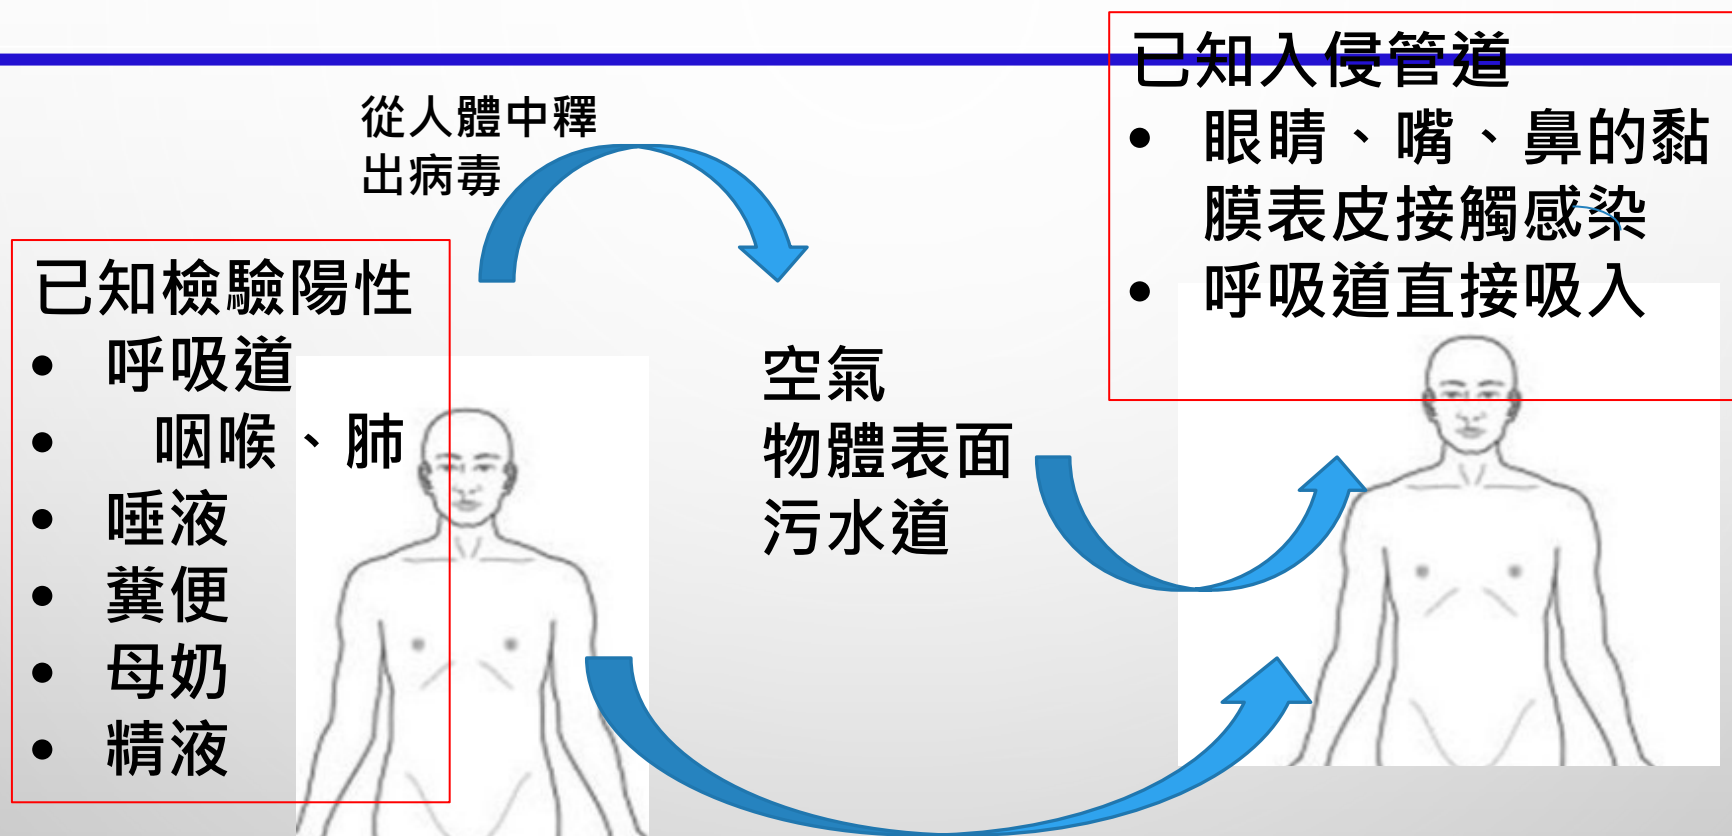 從人體中釋
出病毒
已知檢驗陽性
• 呼吸道
• 咽喉、肺
• 唾液
• 糞便
• 母奶
• 精液
空氣
物體表面
污水道
已知入侵管道
• 眼睛、嘴、鼻的黏
膜表皮接觸感染
• 呼吸道直接吸入